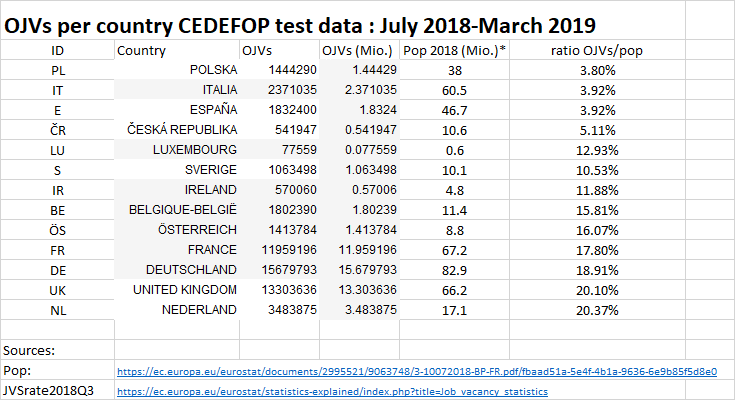 OJVs per country CEDEFOP test data : July 2018-March 2019
ID Country OJVs OJVs (Mio.) Pop 2018 (Mio.)* ratio OJVs/pop
PL POLSKA 1444290 1.44429 38 3.80%
IT ITALIA 2371035 2.371035 60.5 3.92%
E ESPAÑA 1832400 1.8324 46.7 3.92%
ČR ČESKÁ REPUBLIKA 541947 0.541947 10.6 5.11%
LU LUXEMBOURG 77559 0.077559 0.6 12.93%
S SVERIGE 1063498 1.063498 10.1 10.53%
IR IRELAND 570060 0.57006 4.8 11.88%
BE BELGIQUE-BELGIË 1802390 1.80239 11.4 15.81%
ÖS ÖSTERREICH 1413784 1.413784 8.8 16.07%
FR FRANCE 11959196 11.959196 67.2 17.80%
DE DEUTSCHLAND 15679793 15.679793 82.9 18.91%
UK UNITED KINGDOM 13303636 13.303636 66.2 20.10%
NL NEDERLAND 3483875 3.483875 17.1 20.37%
Sources:
Pop: https://ec.europa.eu/eurostat/documents/2995521/9063748/3-10072018-BP-FR.pdf/fbaad51a-5e4f-4b1a-9636-6e9b85f5d8e0
JVSrate2018Q3 https://ec.europa.eu/eurostat/statistics-explained/index.php?title=Job_vacancy_statistics